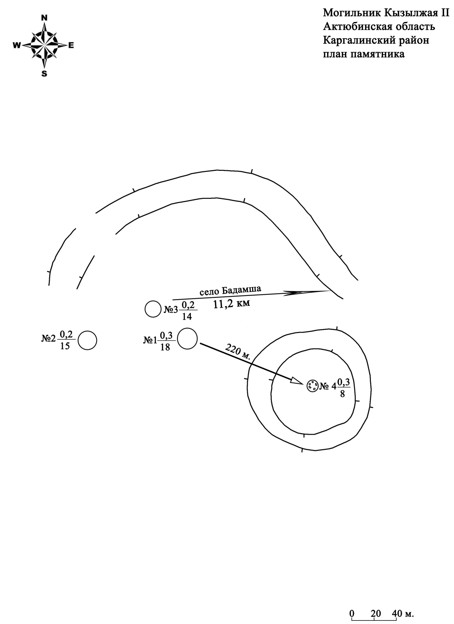 Могильник Кызылжая II
Актюбинская область
Каргалинский район
план памятника
N
W E
S
село Бадамша
11,2 км
№3 0,2/14
№2 0,2/15
№1 0,3/18
220 м.
№ 4 0,3/8
0 20 40 м.